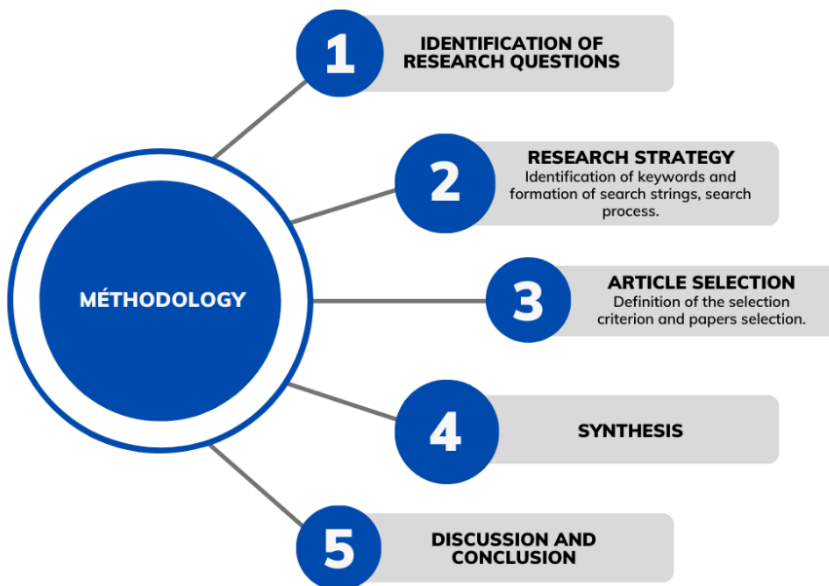 MÉTHODOLOGY
1
IDENTIFICATION OF
RESEARCH QUESTIONS
2
RESEARCH STRATEGY
Identification of keywords and
formation of search strings, search
process.
3
ARTICLE SELECTION
Definition of the selection
criterion and papers selection.
4
SYNTHESIS
5
DISCUSSION AND
CONCLUSION